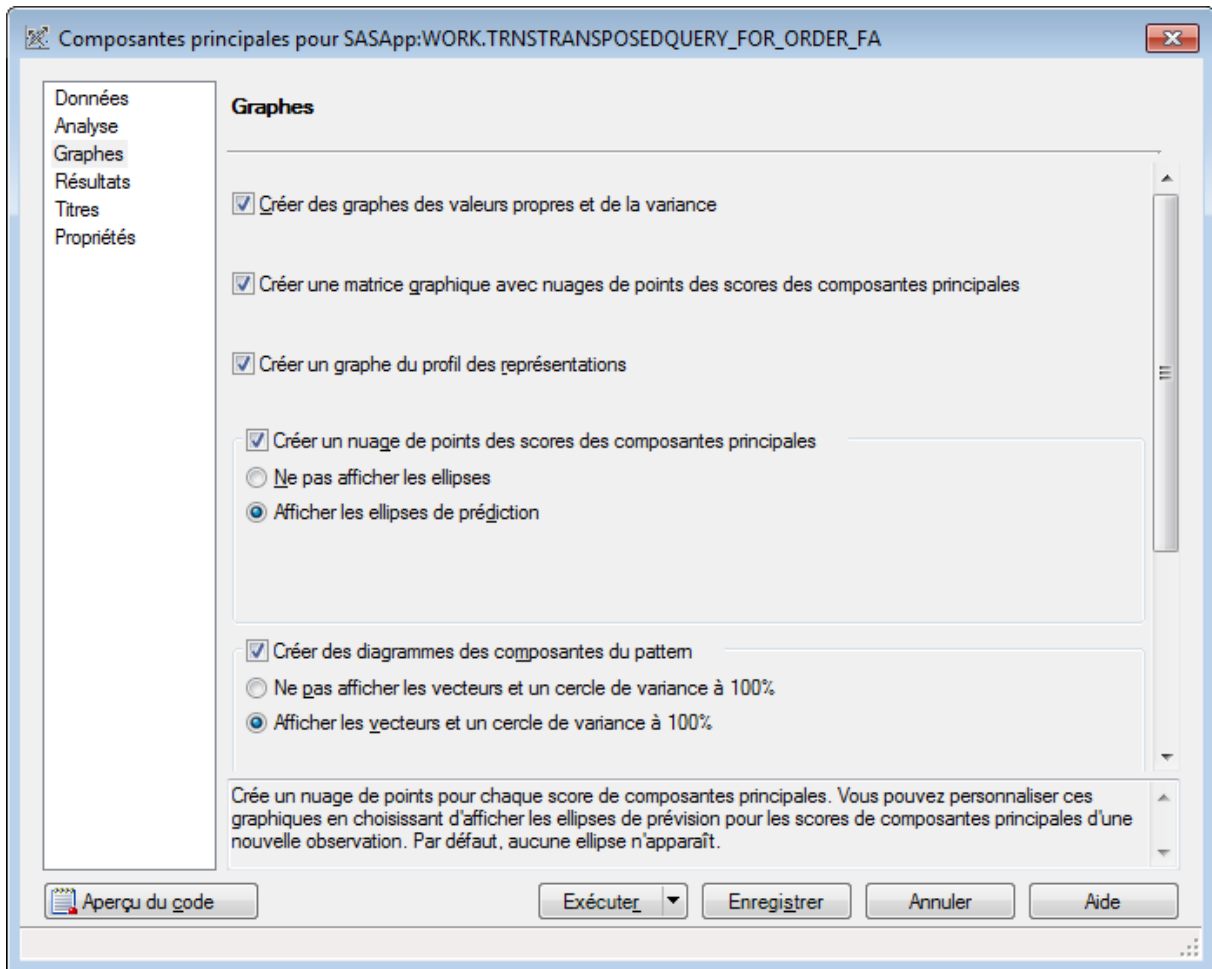 Composantes principales pour SASApp:WORK.TRNSTRANSPOSEDQUERY_FOR_ORDER_FA
Données
Analyse
Graphes
Résultats
Titres
Propriétés
Graphes
Créer des graphes des valeurs propres et de la variance
Créer une matrice graphique avec nuages de points des scores des composantes principales
Créer un graphe du profil des représentations
Créer un nuage de points des scores des composantes principales
Ne pas afficher les ellipses
Afficher les ellipses de prédiction
Créer des diagrammes des composantes du pattern
Ne pas afficher les vecteurs et un cercle de variance à 100%
Afficher les vecteurs et un cercle de variance à 100%
Crée un nuage de points pour chaque score de composantes principales. Vous pouvez personnaliser ces
graphiques en choisissant d'afficher les ellipses de prévision pour les scores de composantes principales d'une
nouvelle observation. Par défaut, aucune ellipse n'apparaît.
Aperçu du code
Exécuter
Enregistrer
Annuler
Aide